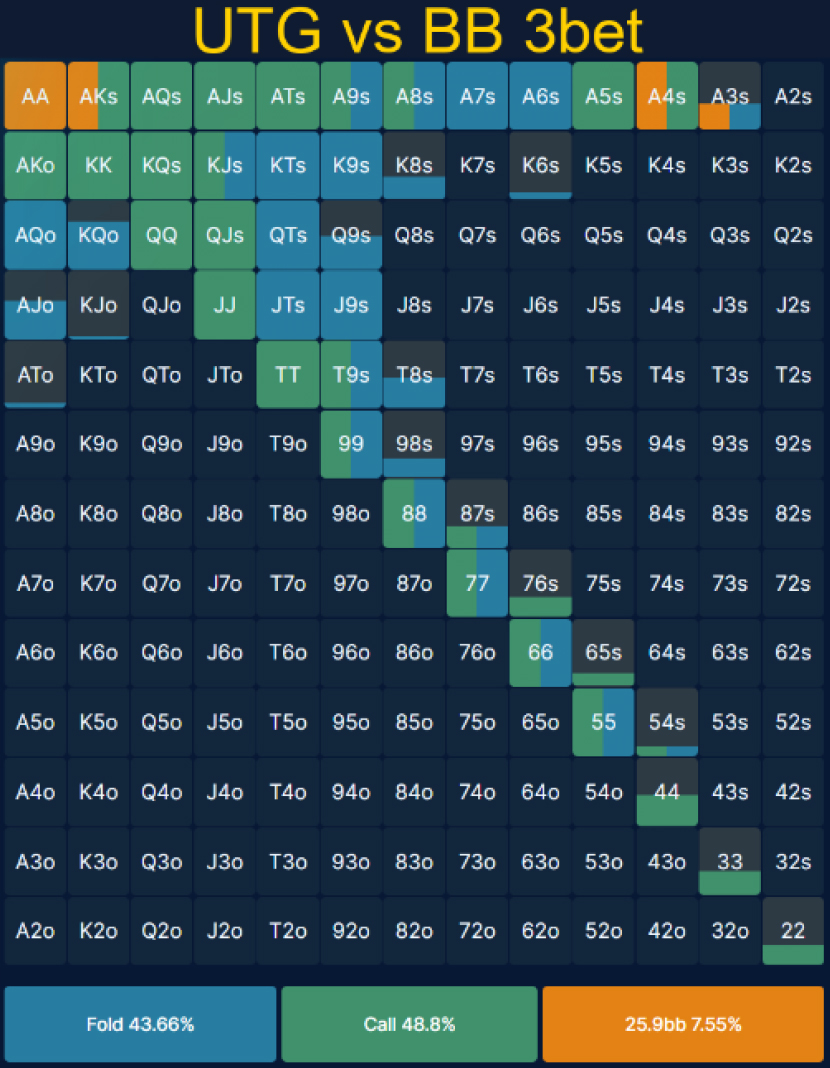 UTG vs BB 3bet
AA AKs AQs AJs ATs A9s A8s A7s A6s A5s A4s A3s A2s
AKo KK KQs KJs KTs K9s K8s K7s K6s K5s K4s K3s K2s
AQo KQo QQ QJs QTs Q9s Q8s Q7s Q6s Q5s Q4s Q3s Q2s
AJo KJo QJo JJ JTs J9s J8s J7s J6s J5s J4s J3s J2s
ATo KTo QTo JTo TT T9s T8s T7s T6s T5s T4s T3s T2s
A9o K9o Q9o J9o T9o 99 98s 97s 96s 95s 94s 93s 92s
A8o K8o Q8o J8o T8o 98o 88 87s 86s 85s 84s 83s 82s
A7o K7o Q7o J7o T7o 97o 87o 77 76s 75s 74s 73s 72s
A6o K6o Q6o J6o T6o 96o 86o 76o 66 65s 64s 63s 62s
A5o K5o Q5o J5o T5o 95o 85o 75o 65o 55 54s 53s 52s
A4o K4o Q4o J4o T4o 94o 84o 74o 64o 54o 44 43s 42s
A3o K3o Q3o J3o T3o 93o 83o 73o 63o 53o 43o 33 32s
A2o K2o Q2o J2o T2o 92o 82o 72o 62o 52o 42o 32o 22
Fold 43.66% Call 48.8% 25.9bb 7.55%